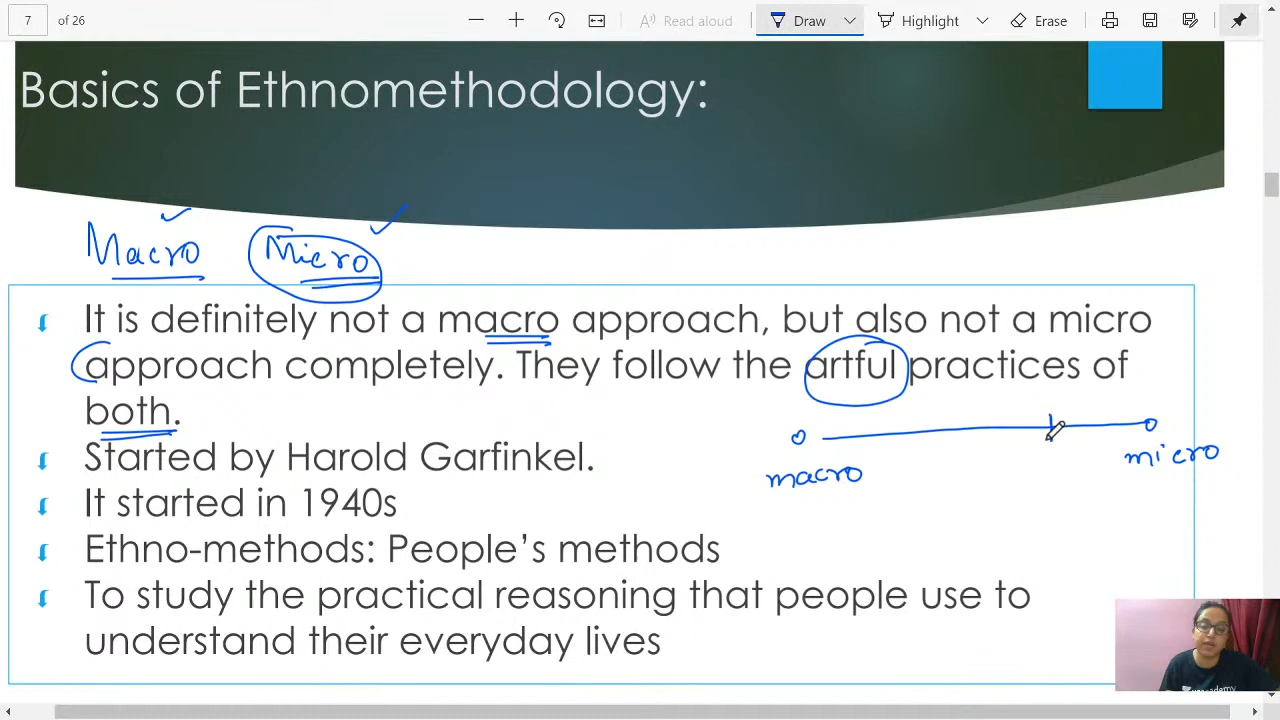 7 of 26 Read aloud Draw Highlight Erase
Basics of Ethnomethodology:
Macro Micro
It is definitely not a macro approach, but also not a micro
approach completely. They follow the artful practices of
both.
macro micro
Started by Harold Garfinkel.
It started in 1940s
Ethno-methods: People's methods
To study the practical reasoning that people use to
understand their everyday lives